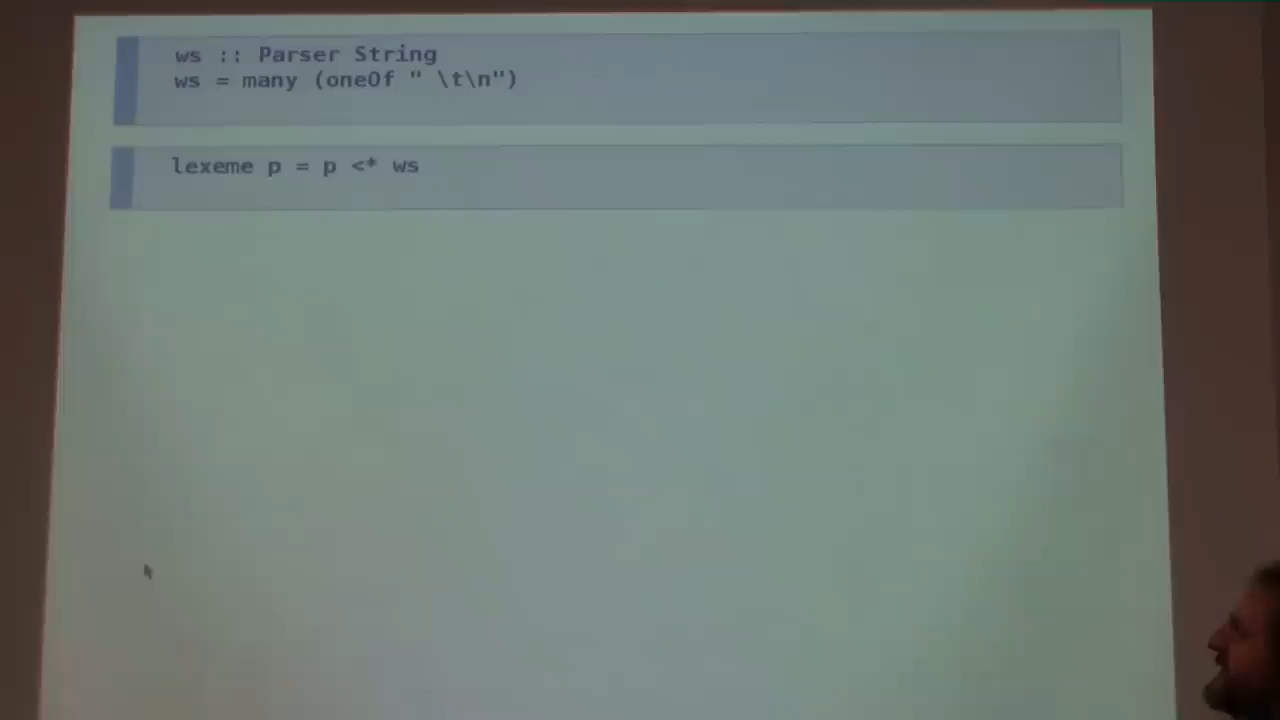 ws :: Parser String
ws = many (oneOf " \t\n")
lexeme p = p <* ws